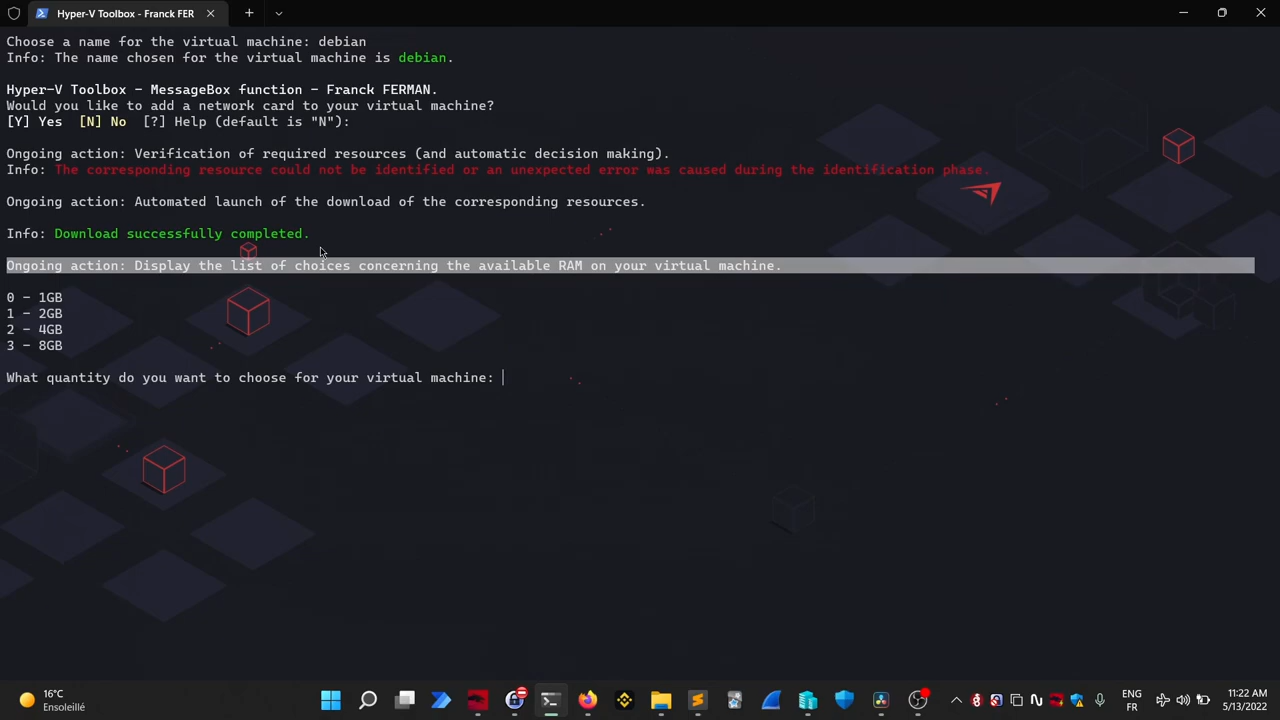 Hyper-V Toolbox - Franck FER
Choose a name for the virtual machine: debian
Info: The name chosen for the virtual machine is debian.
Hyper-V Toolbox - MessageBox function - Franck FERMAN.
Would you like to add a network card to your virtual machine?
[Y] Yes  [N] No  [?] Help (default is "N"):
Ongoing action: Verification of required resources (and automatic decision making).
Info: The corresponding resource could not be identified or an unexpected error was caused during the identification phase.
Ongoing action: Automated launch of the download of the corresponding resources.
Info: Download successfully completed.
Ongoing action: Display the list of choices concerning the available RAM on your virtual machine.
0 - 1GB
1 - 2GB
2 - 4GB
3 - 8GB
What quantity do you want to choose for your virtual machine:
16°C
Ensoleillé
ENG
FR
11:22 AM
5/13/2022